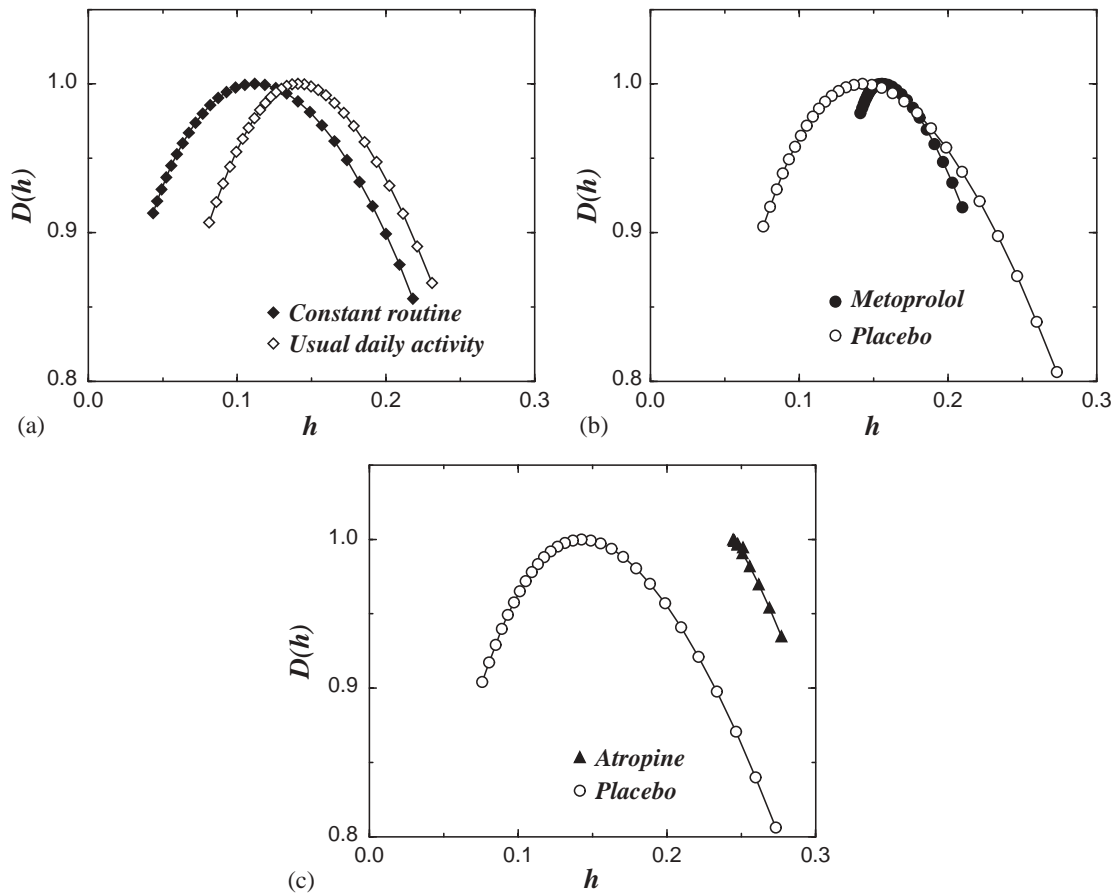 1.0
0.9
0.8
D(h)
Constant routine
Usual daily activity
0.0 0.1 0.2 0.3
(a) h
1.0
0.9
0.8
D(h)
Metoprolol
Placebo
0.0 0.1 0.2 0.3
(b) h
1.0
0.9
0.8
D(h)
Atropine
Placebo
0.0 0.1 0.2 0.3
(c) h